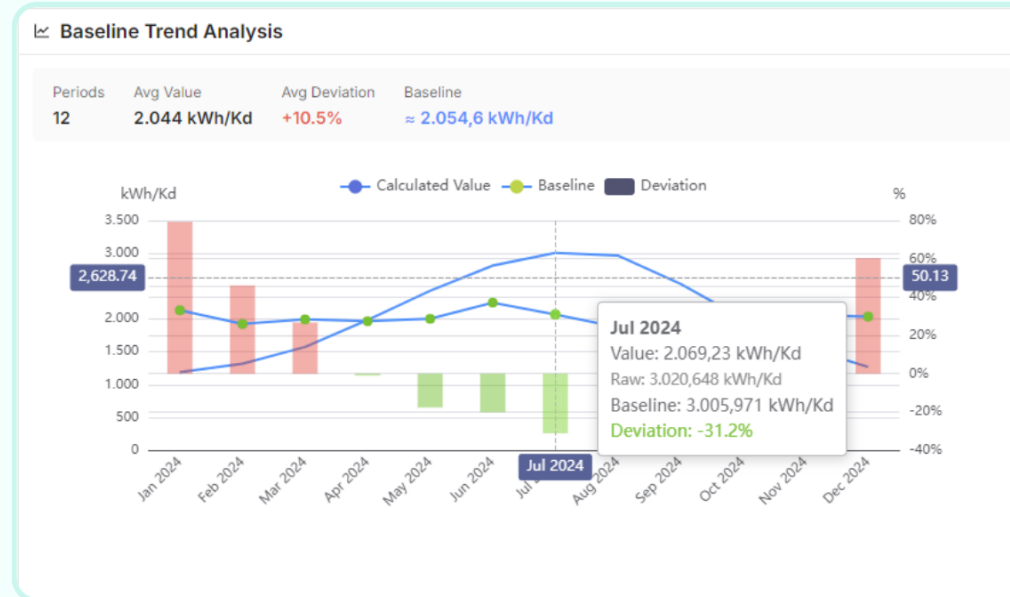 Baseline Trend Analysis
Periods Avg Value Avg Deviation Baseline
12 2.044 kWh/Kd +10.5% ≈ 2.054,6 kWh/Kd
Calculated Value Baseline Deviation
kWh/Kd %
3.500 80%
3.000 60%
2,628.74 50.13
40%
2.000 20%
1.500 0%
1.000 -20%
500 -40%
0
Jul 2024
Value: 2.069,23 kWh/Kd
Raw: 3.020,648 kWh/Kd
Baseline: 3.005,971 kWh/Kd
Deviation: -31.2%
Jan 2024 Feb 2024 Mar 2024 Apr 2024 May 2024 Jun 2024 Jul 2024 Aug 2024 Sep 2024 Oct 2024 Nov 2024 Dec 2024